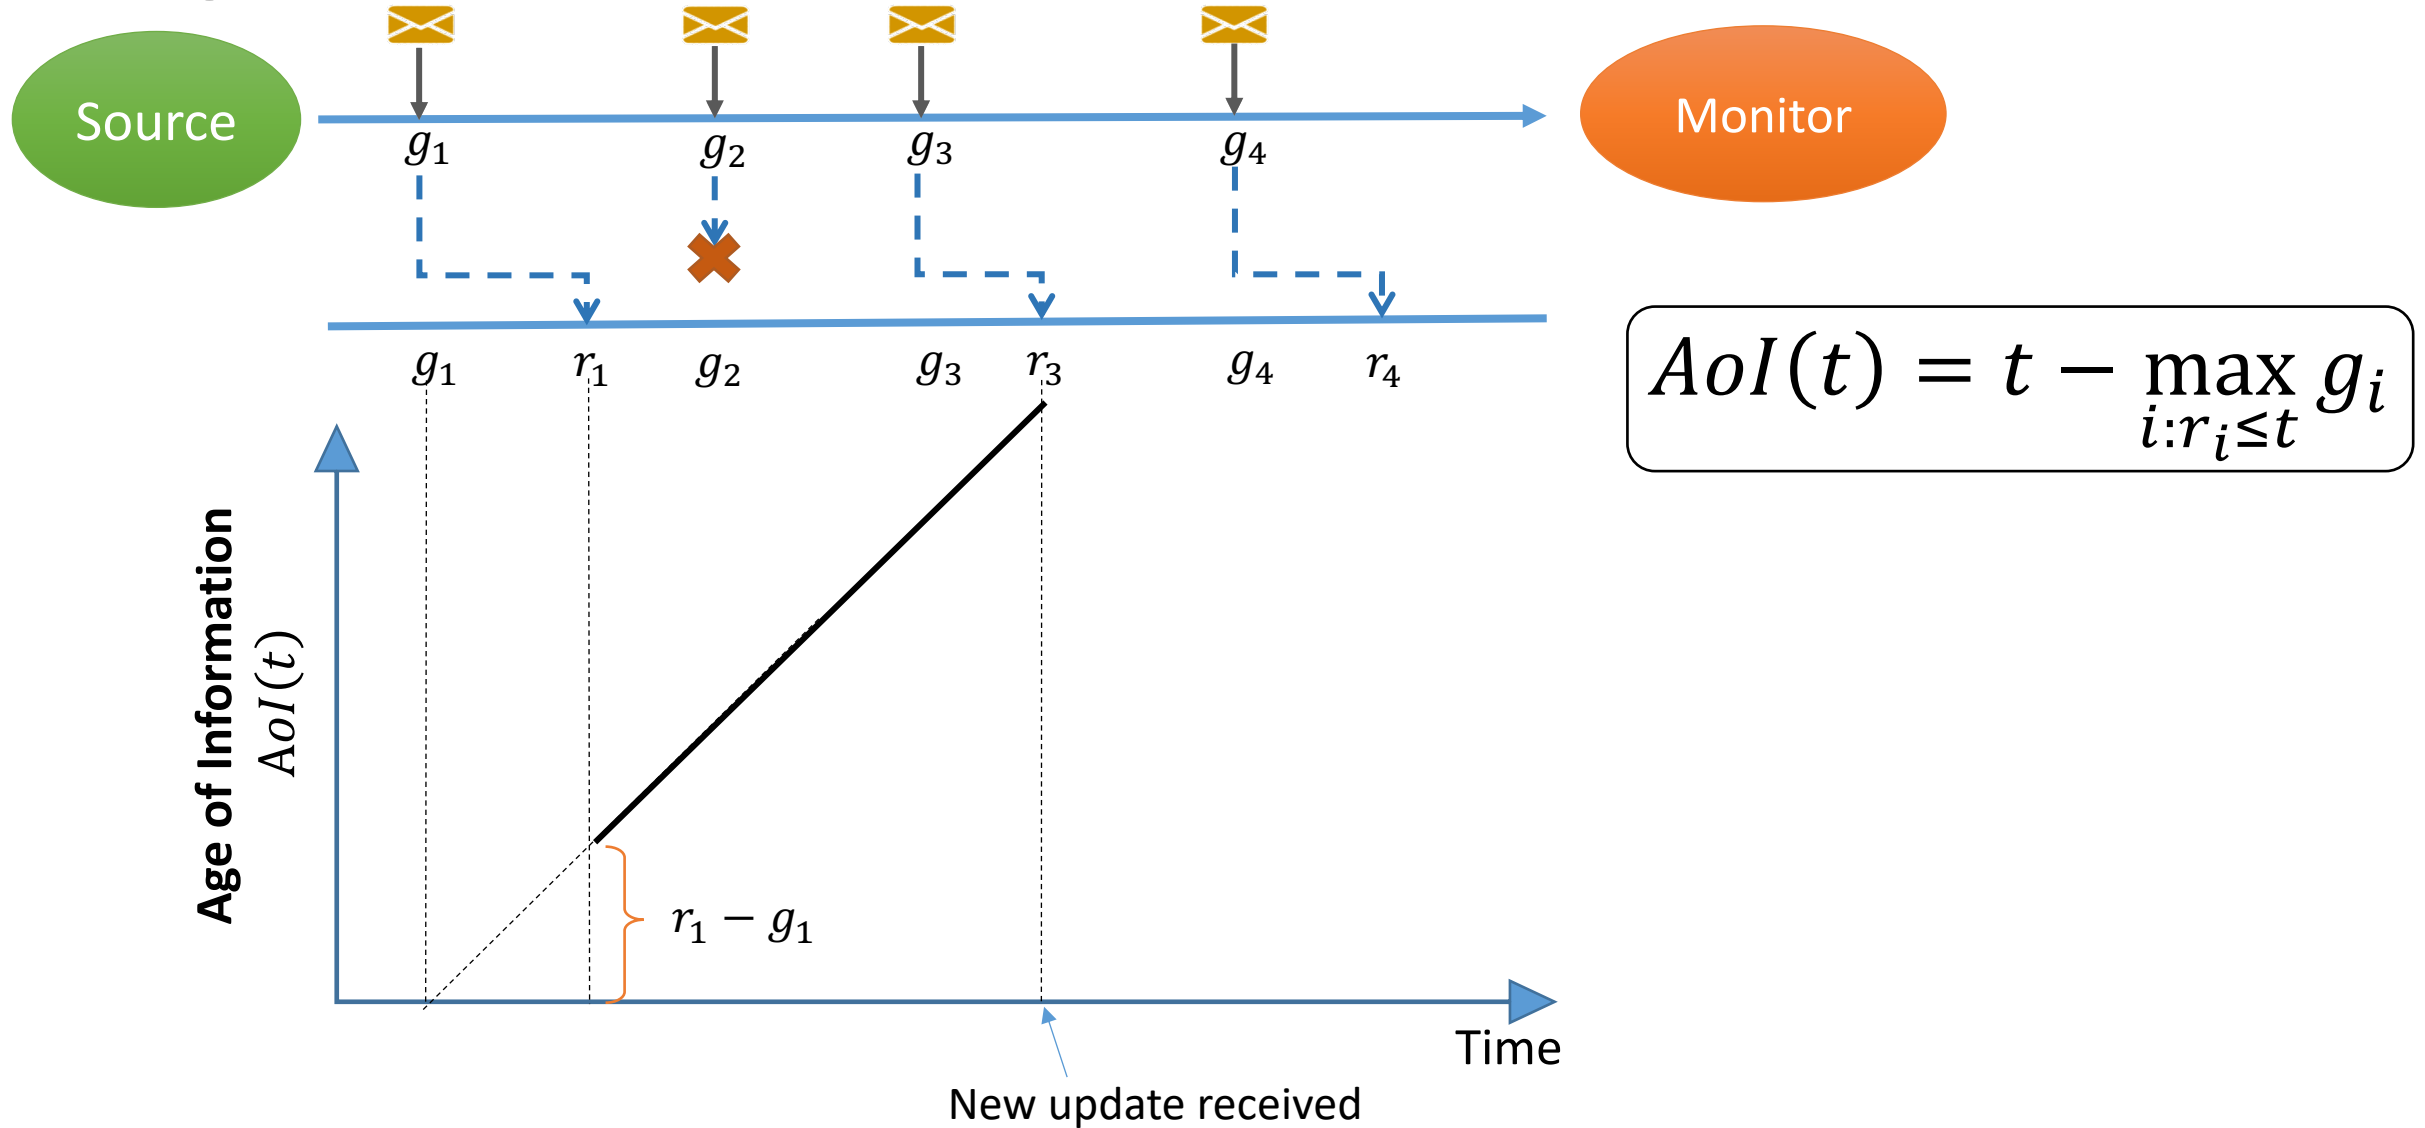 Source
Monitor
g₁ g₂ g₃ g₄
g₁ r₁ g₂ g₃ r₃ g₄ r₄
AoI(t) = t − max_{i:r_i≤t} g_i
Age of Information
AoI(t)
r₁ − g₁
Time
New update received